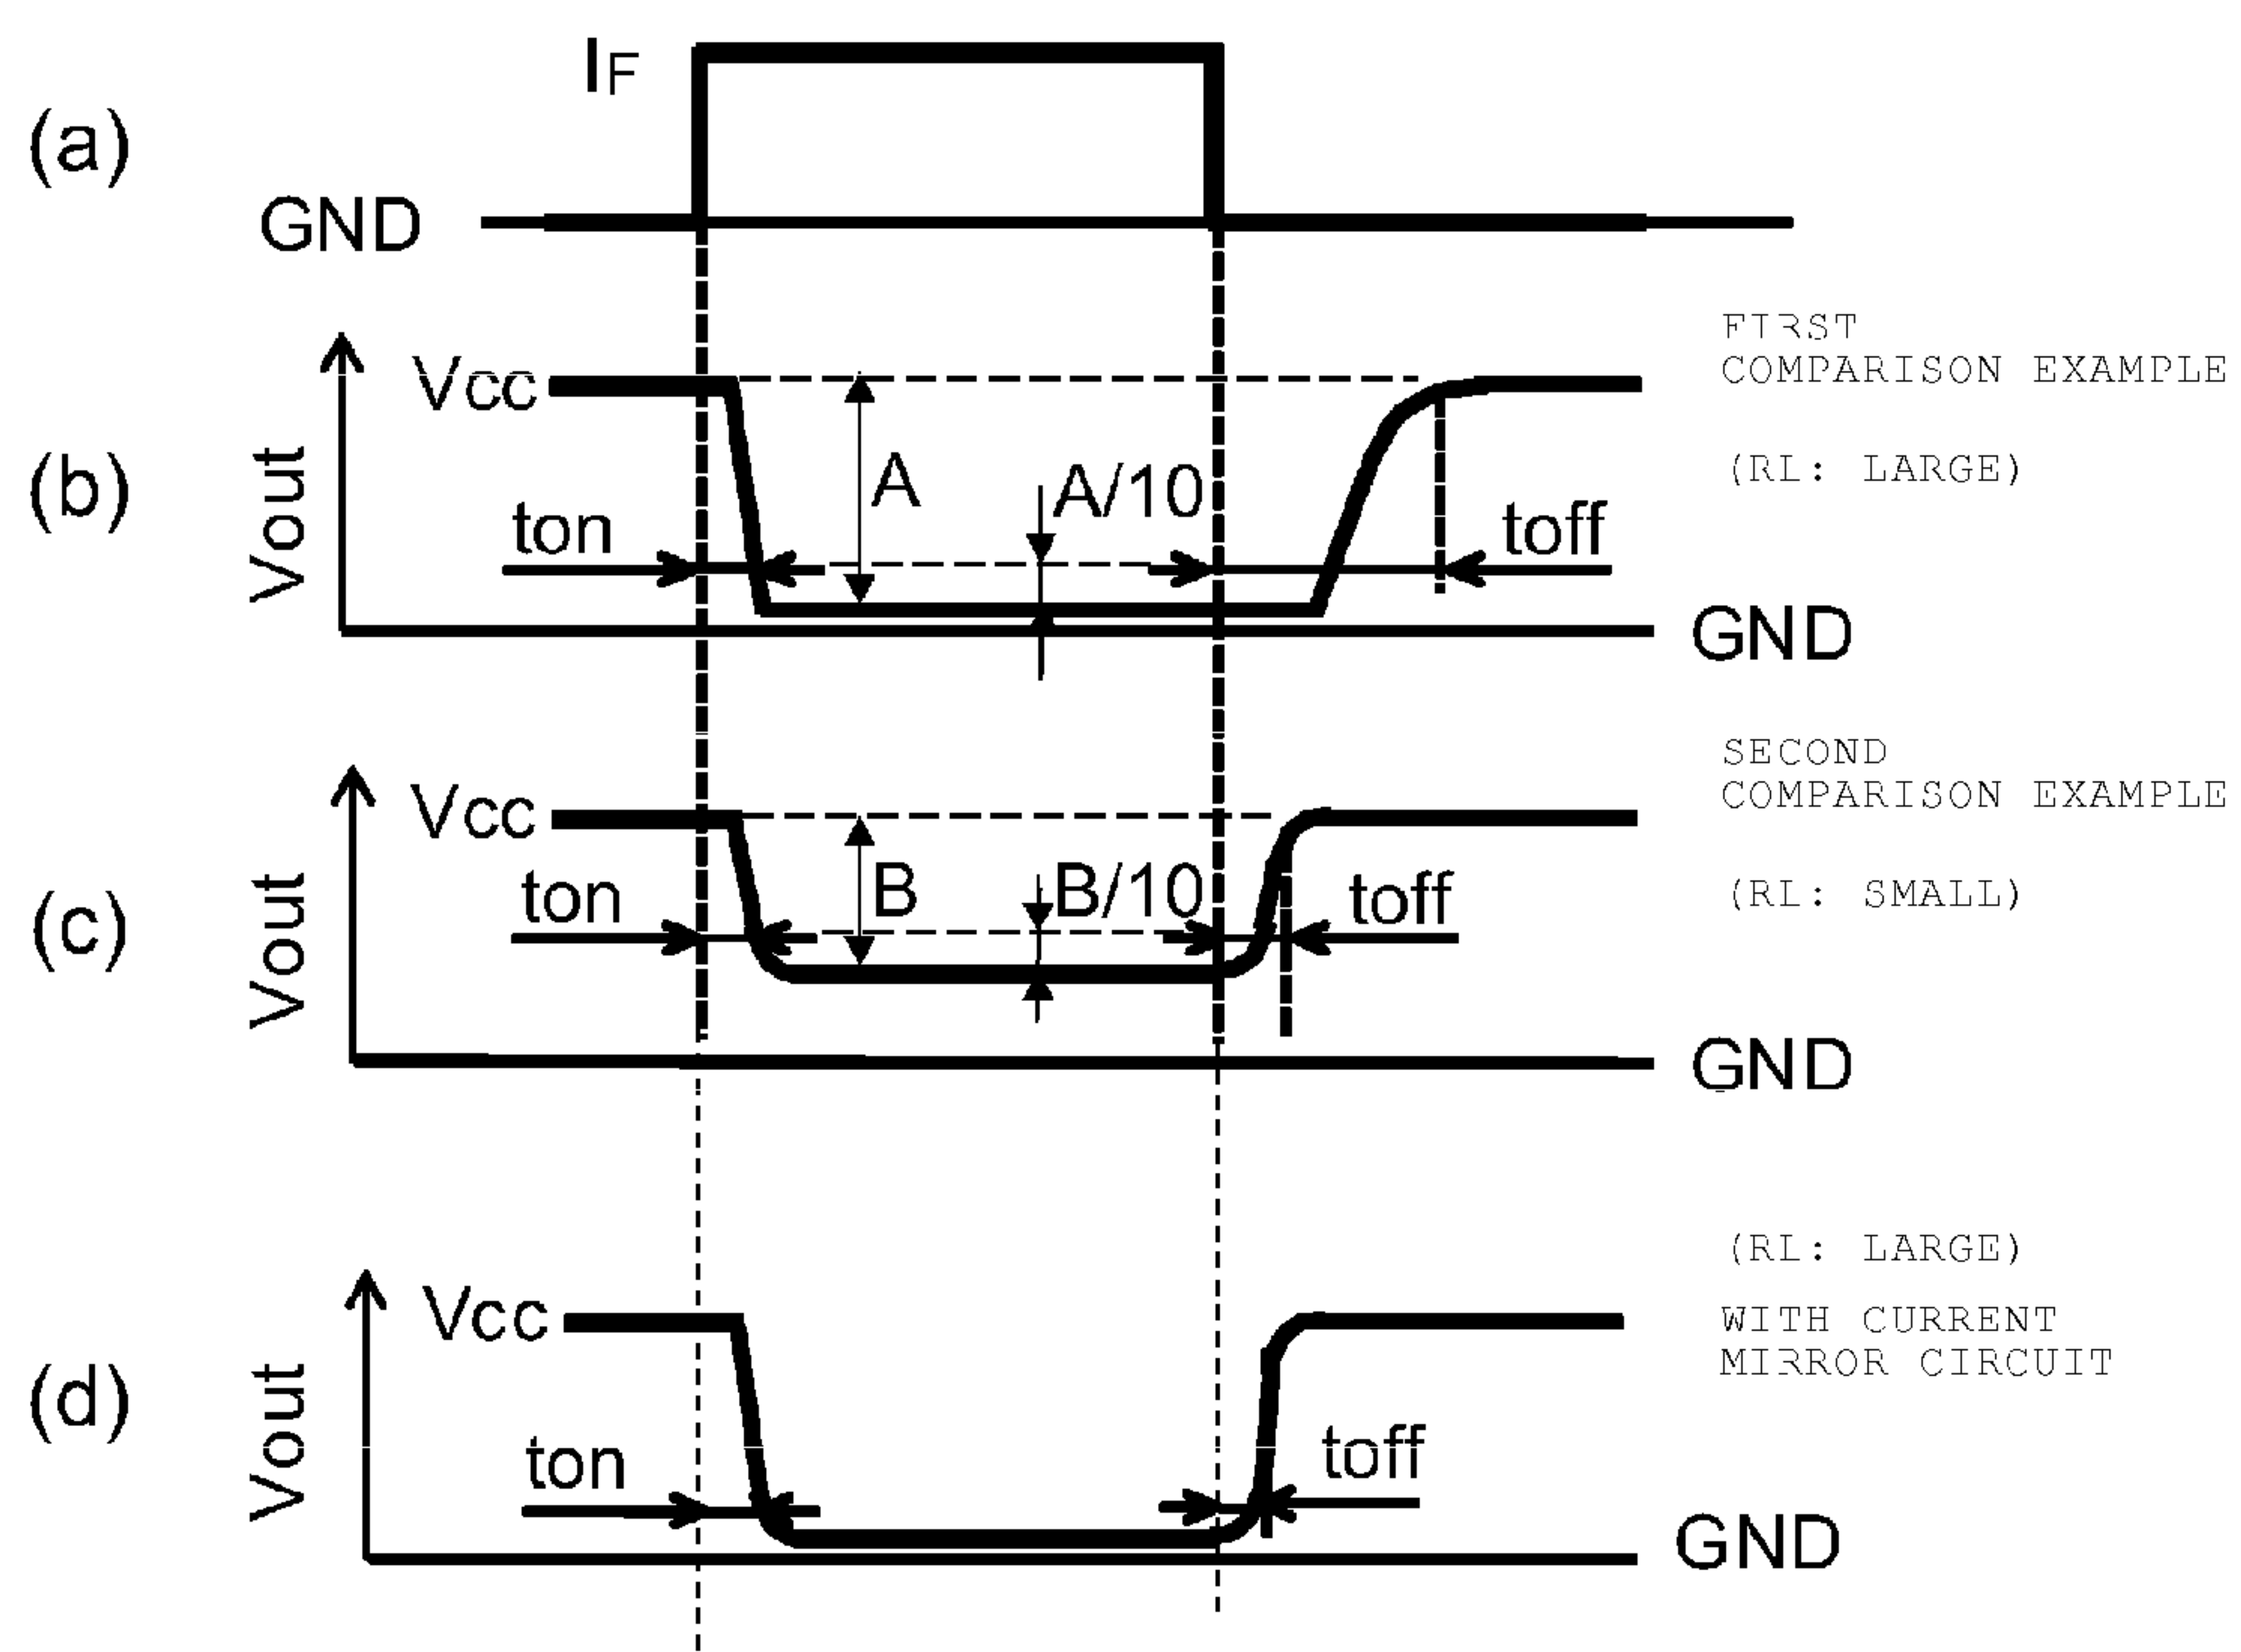 (a)
IF
GND
(b)
Vout
Vcc
A
A/10
ton
toff
GND
FIRST
COMPARISON EXAMPLE
(RL: LARGE)
(c)
Vout
Vcc
B
B/10
ton
toff
GND
SECOND
COMPARISON EXAMPLE
(RL: SMALL)
(d)
Vout
Vcc
ton
toff
GND
(RL: LARGE)
WITH CURRENT
MIRROR CIRCUIT